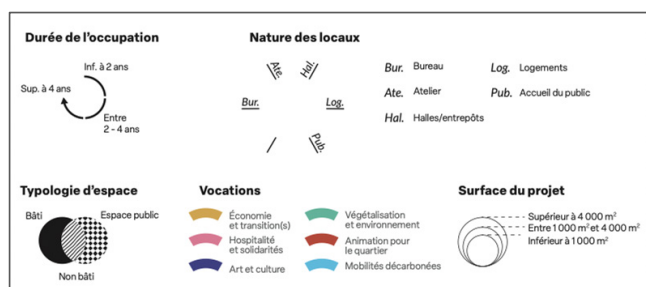 Durée de l'occupation
Inf. à 2 ans
Sup. à 4 ans
Entre
2 - 4 ans
Nature des locaux
Ate.
Hal.
Bur.
Log.
/
Pub.
Bur. Bureau
Log. Logements
Ate. Atelier
Pub. Accueil du public
Hal. Halles/entrepôts
Typologie d'espace
Bâti
Espace public
Non bâti
Vocations
Économie
et transition(s)
Hospitalité
et solidarités
Art et culture
Végétalisation
et environnement
Animation pour
le quartier
Mobilités décarbonées
Surface du projet
Supérieur à 4 000 m²
Entre 1 000 m² et 4 000 m²
Inférieur à 1 000 m²